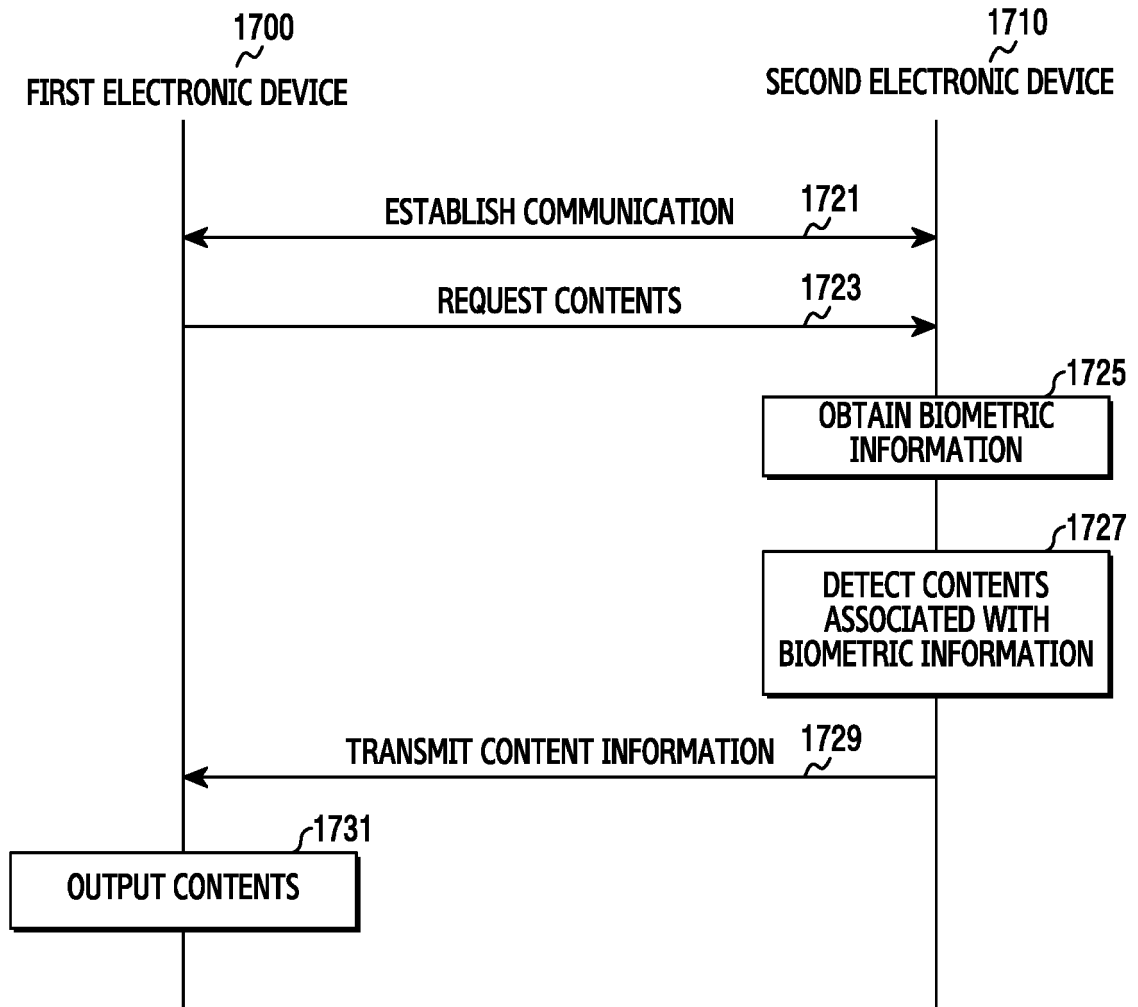 1700
FIRST ELECTRONIC DEVICE
1710
SECOND ELECTRONIC DEVICE
ESTABLISH COMMUNICATION
1721
REQUEST CONTENTS
1723
1725
OBTAIN BIOMETRIC
INFORMATION
1727
DETECT CONTENTS
ASSOCIATED WITH
BIOMETRIC INFORMATION
TRANSMIT CONTENT INFORMATION
1729
1731
OUTPUT CONTENTS